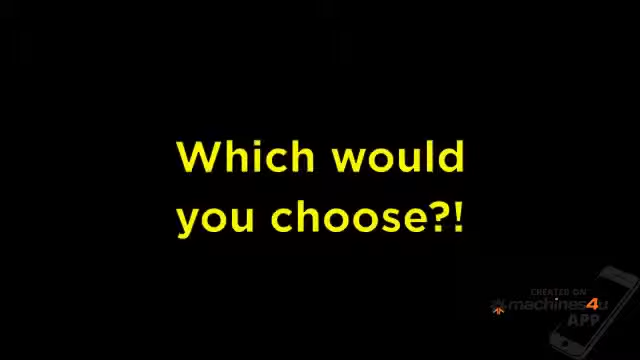 Which would
you choose?!
CREATED ON
machines4u
APP